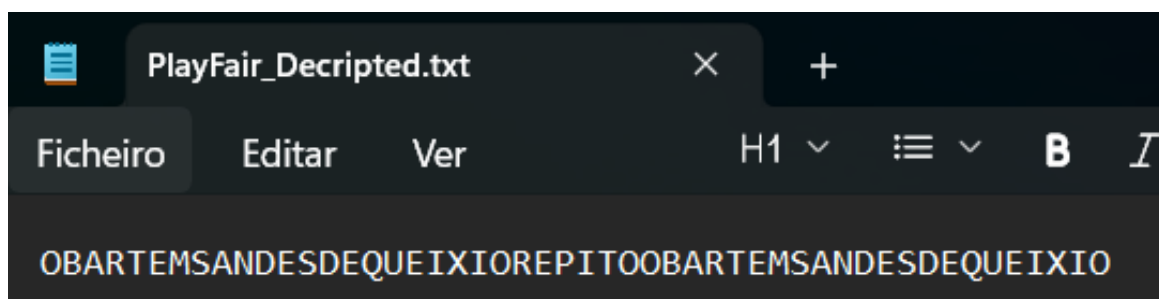 PlayFair_Decripted.txt
Ficheiro Editar Ver H1 B I
OBARTEMSANDESDEQUEIXIOREPITOOBARTEMSANDESDEQUEIXIO